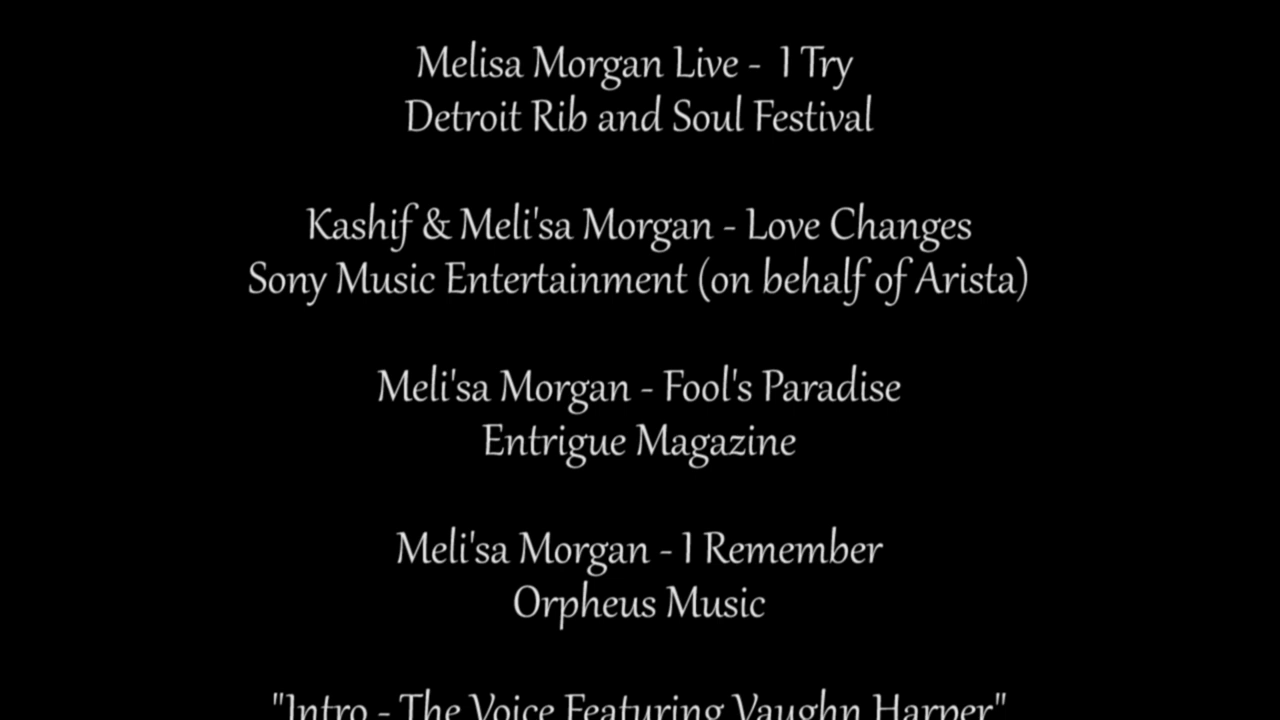 Melisa Morgan Live - I Try
Detroit Rib and Soul Festival
Kashif & Meli'sa Morgan - Love Changes
Sony Music Entertainment (on behalf of Arista)
Meli'sa Morgan - Fool's Paradise
Entrigue Magazine
Meli'sa Morgan - I Remember
Orpheus Music
"Intro - The Voice Featuring Vaughn Harper"